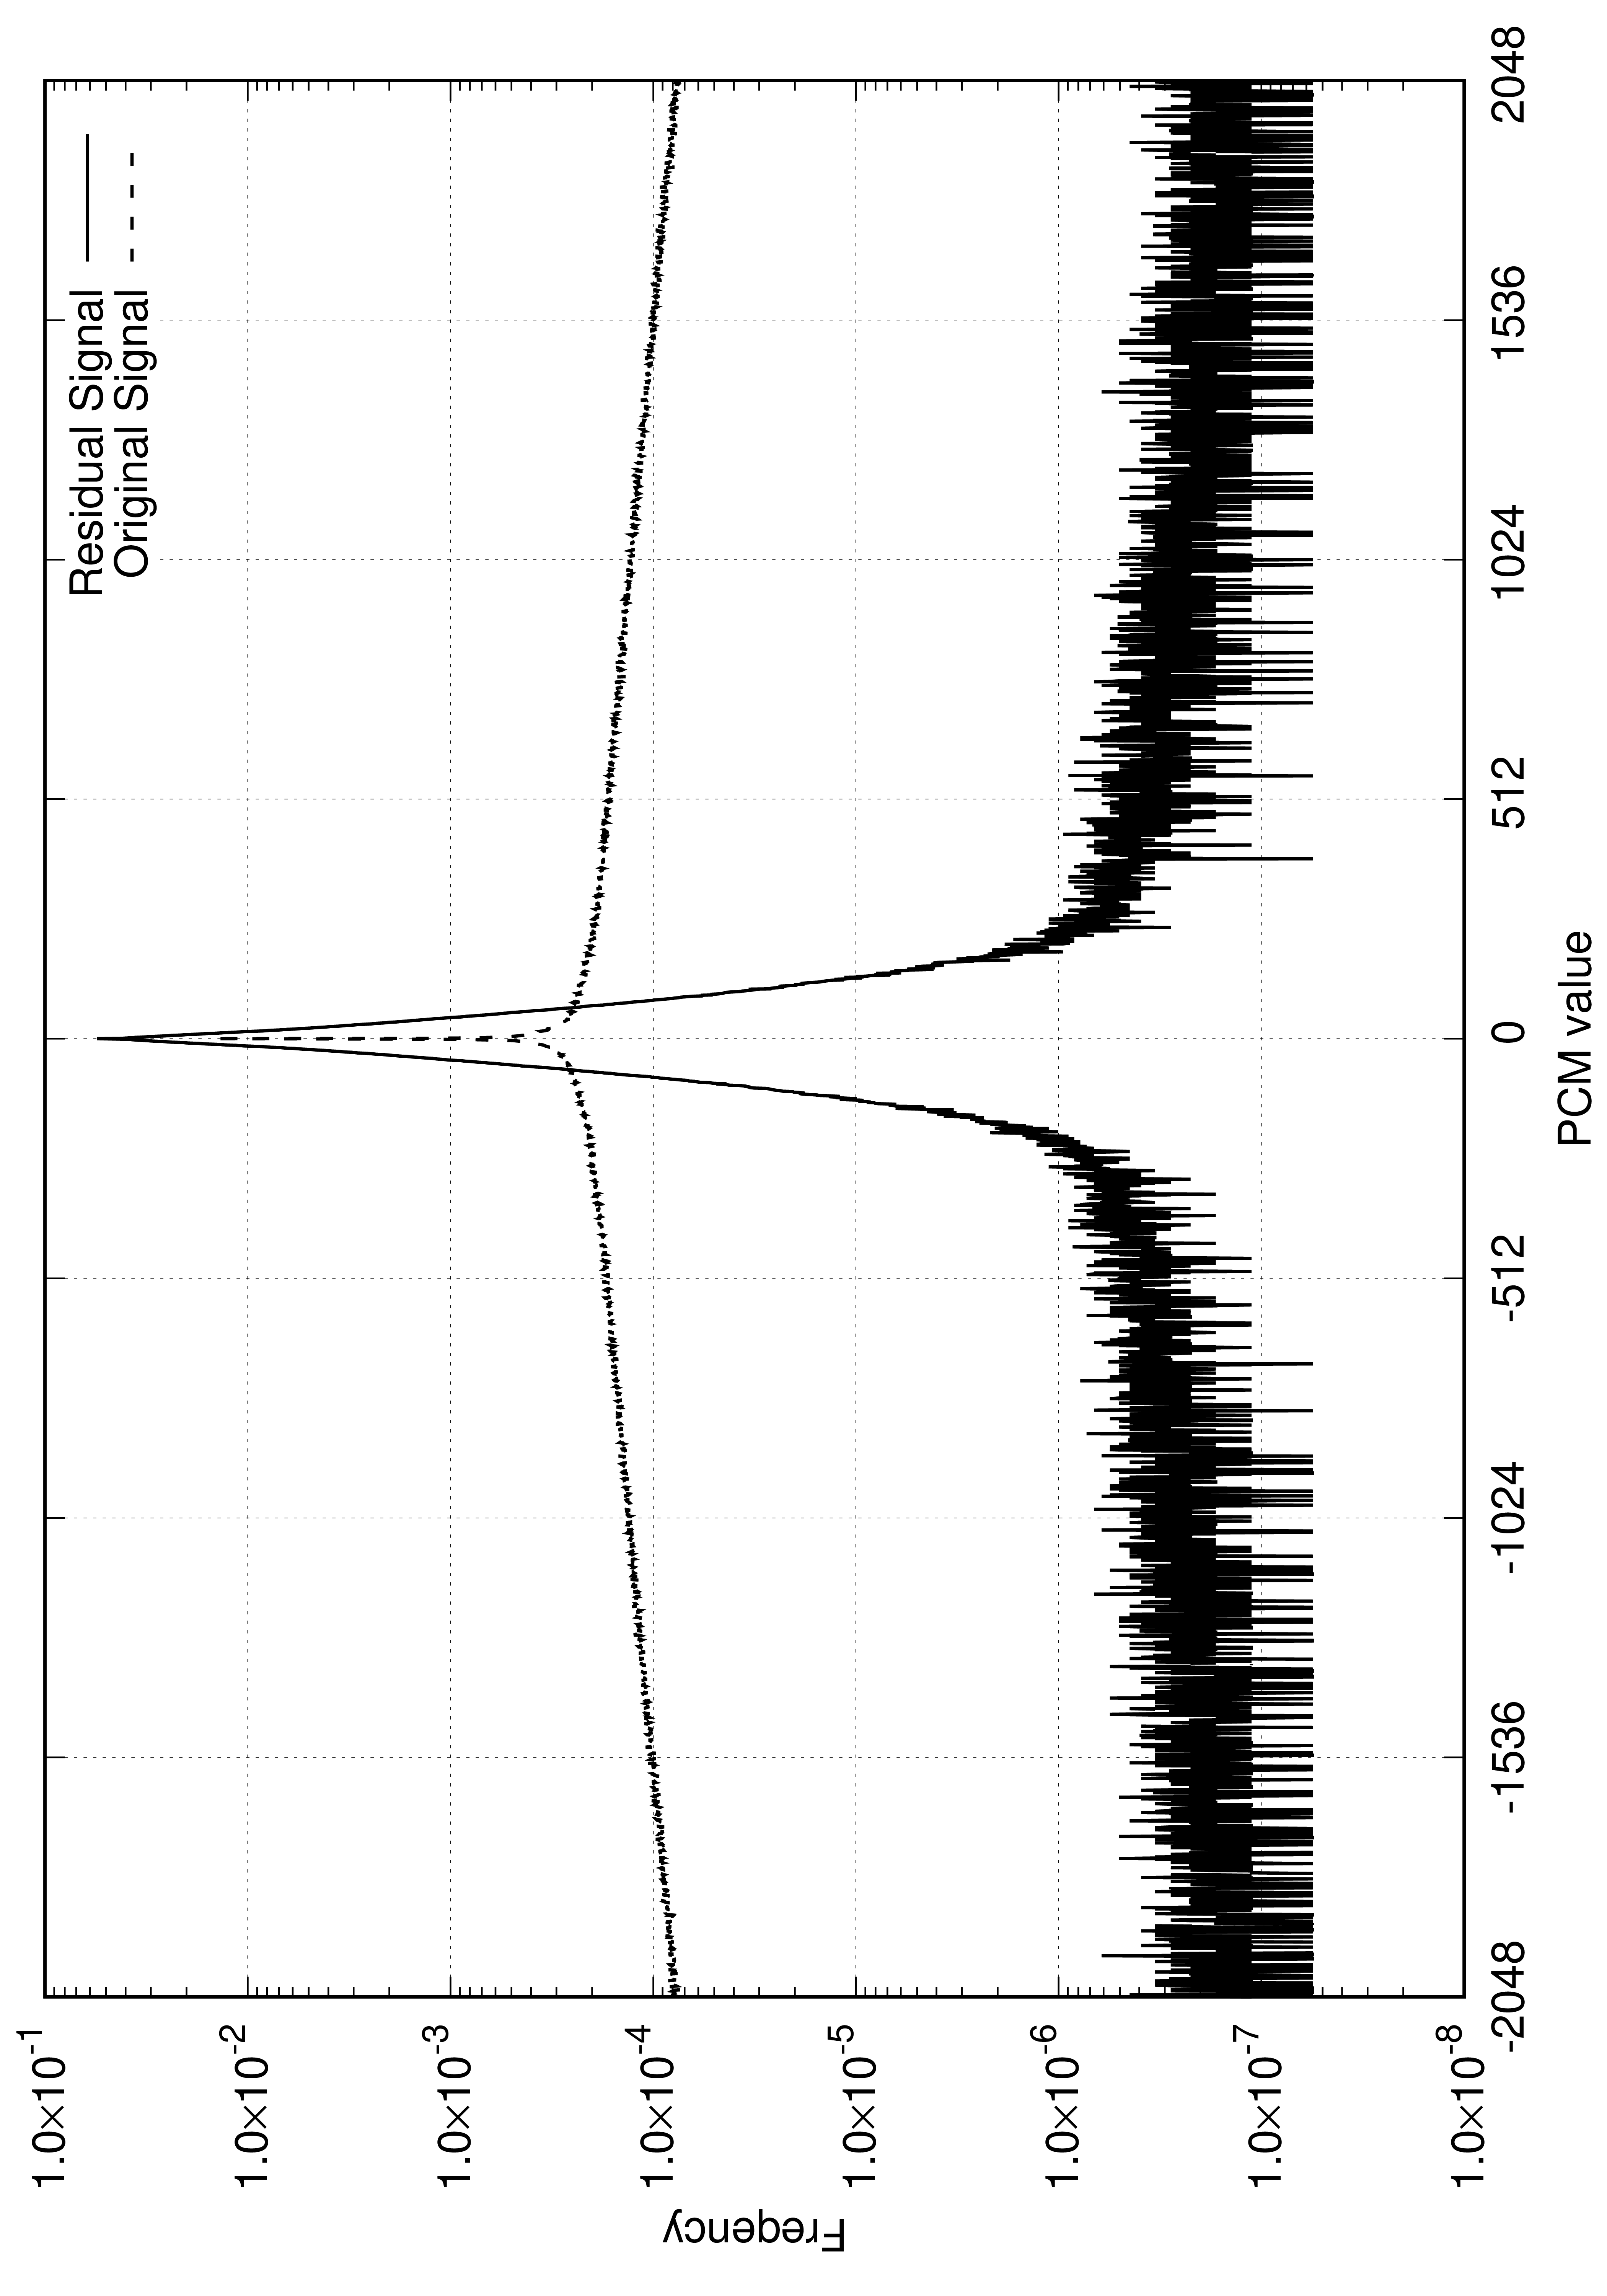 Residual Signal
Original Signal
Freqency
1.0×10-1
1.0×10-2
1.0×10-3
1.0×10-4
1.0×10-5
1.0×10-6
1.0×10-7
1.0×10-8
-2048 -1536 -1024 -512 0 512 1024 1536 2048
PCM value